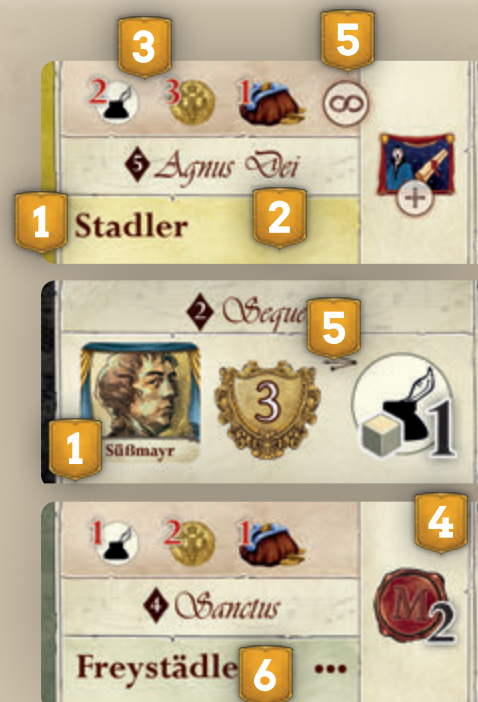 3 5
2 3 1 ∞
5 Agnus Dei
+
1 Stadler 2
2 Seque 5
3
1
1 Süßmayr
4
1 2 1
M 2
4 Sanctus
Freystädle 6 •••